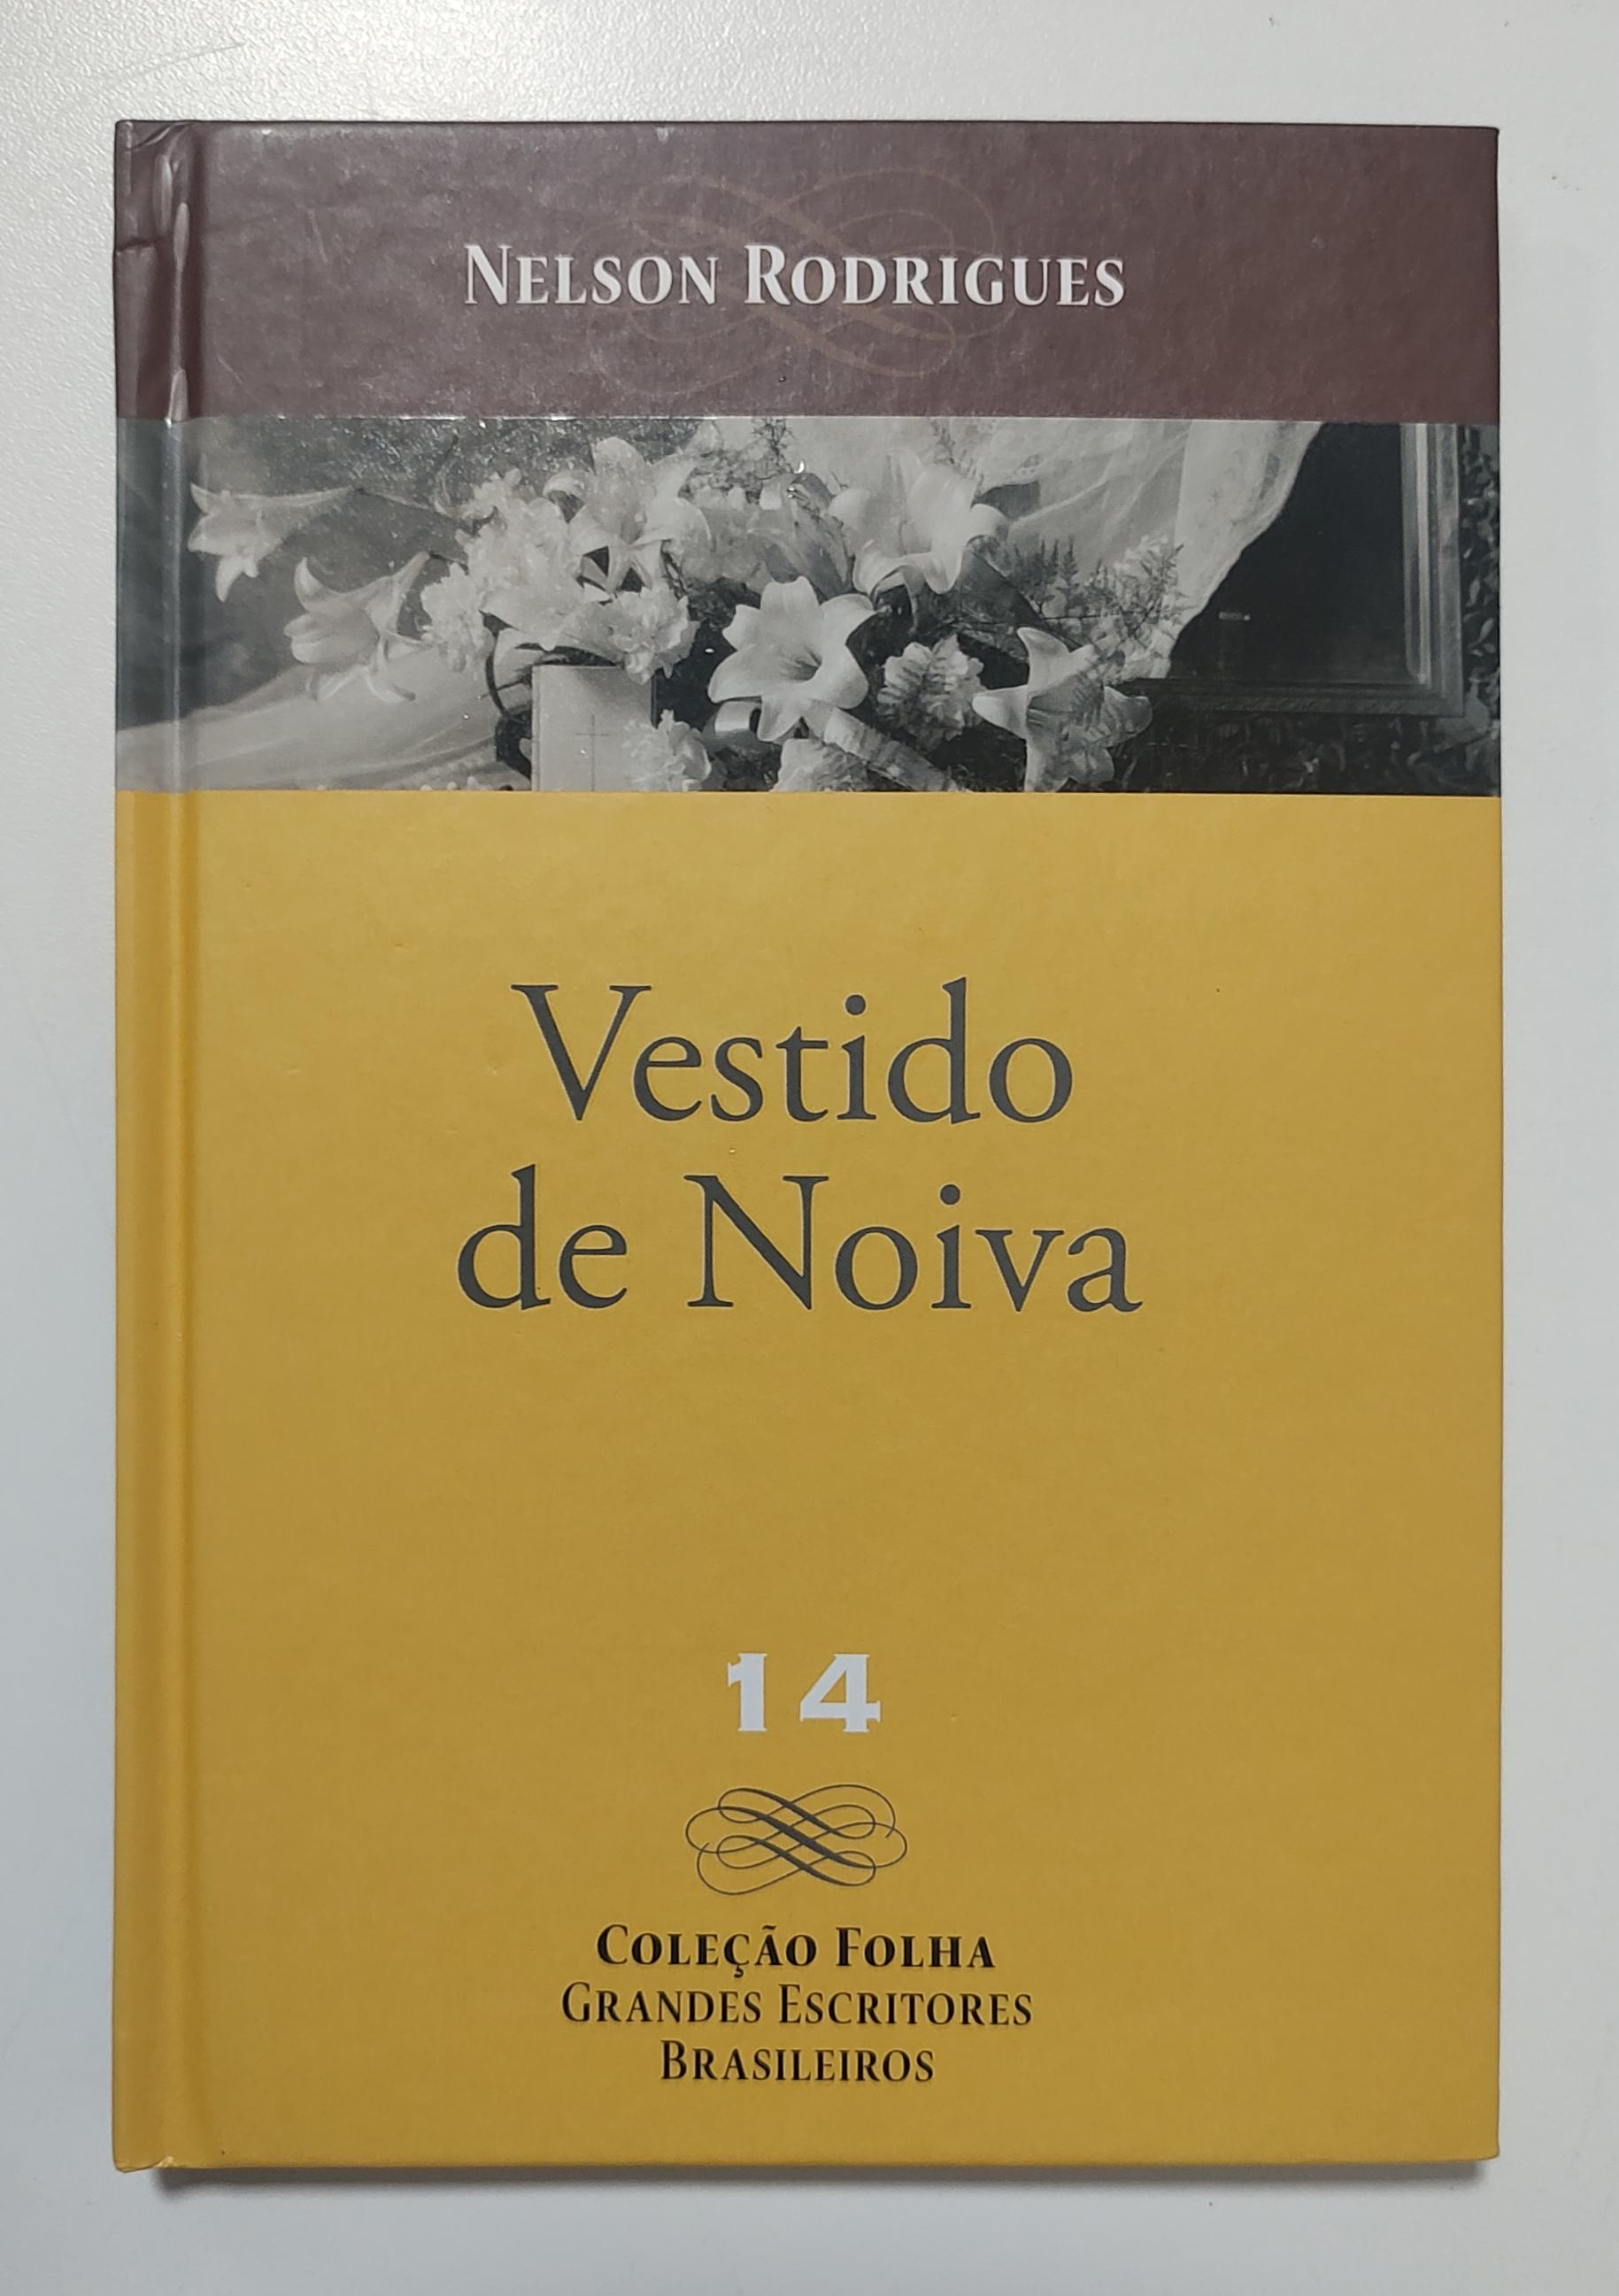 NELSON RODRIGUES
Vestido
de Noiva
14
COLEÇÃO FOLHA
GRANDES ESCRITORES
BRASILEIROS